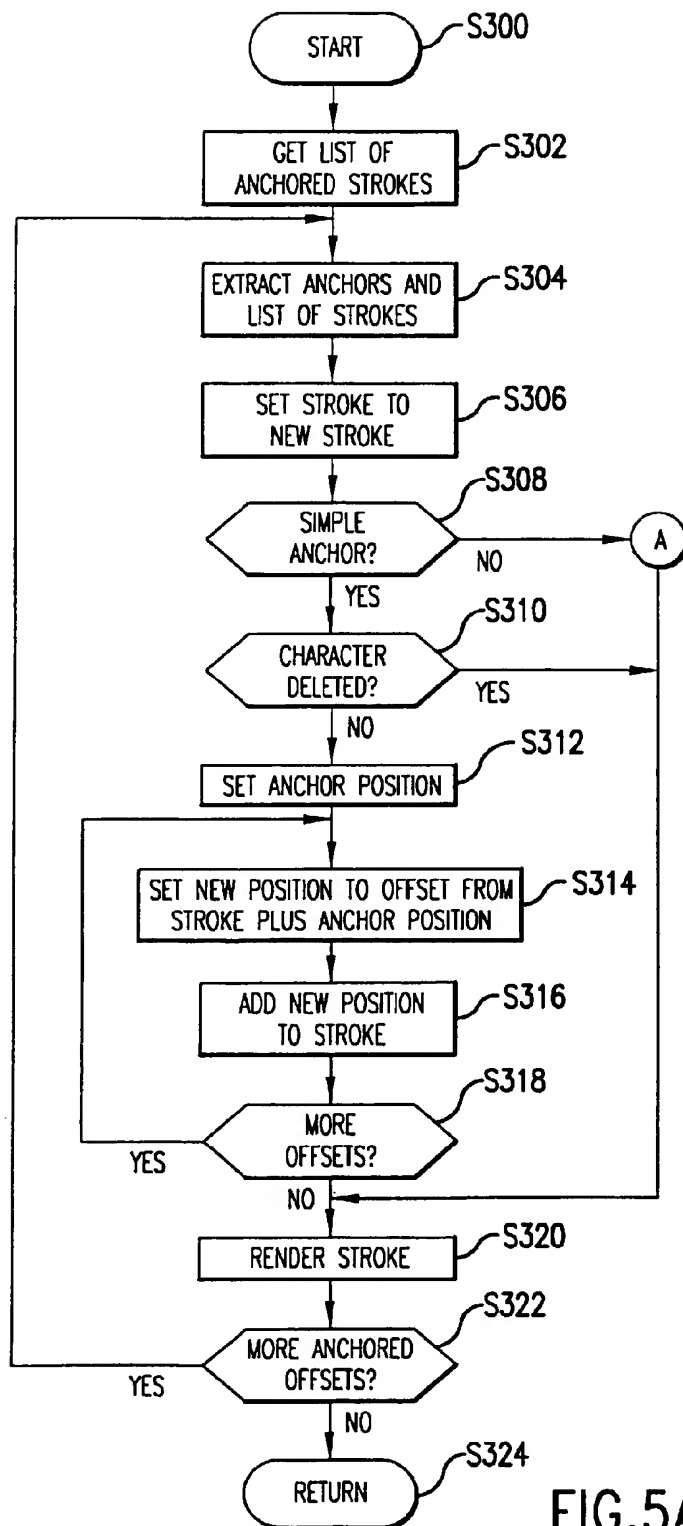 START
S300
GET LIST OF
ANCHORED STROKES
S302
EXTRACT ANCHORS AND
LIST OF STROKES
S304
SET STROKE TO
NEW STROKE
S306
SIMPLE
ANCHOR?
S308
NO
A
YES
CHARACTER
DELETED?
S310
YES
NO
SET ANCHOR POSITION
S312
SET NEW POSITION TO OFFSET FROM
STROKE PLUS ANCHOR POSITION
S314
ADD NEW POSITION
TO STROKE
S316
MORE
OFFSETS?
S318
YES
NO
RENDER STROKE
S320
MORE ANCHORED
OFFSETS?
S322
YES
NO
RETURN
S324
FIG.5A